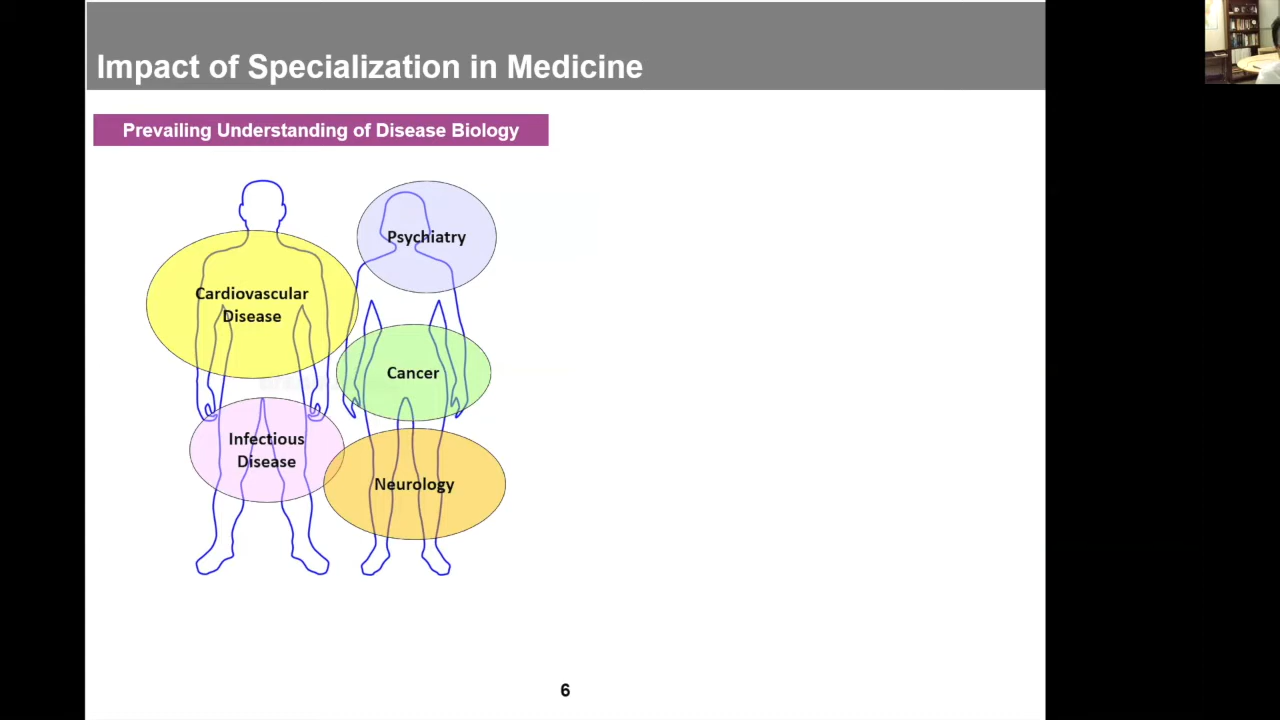 Impact of Specialization in Medicine
Prevailing Understanding of Disease Biology
Psychiatry
Cardiovascular
Disease
Cancer
Infectious
Disease
Neurology
6